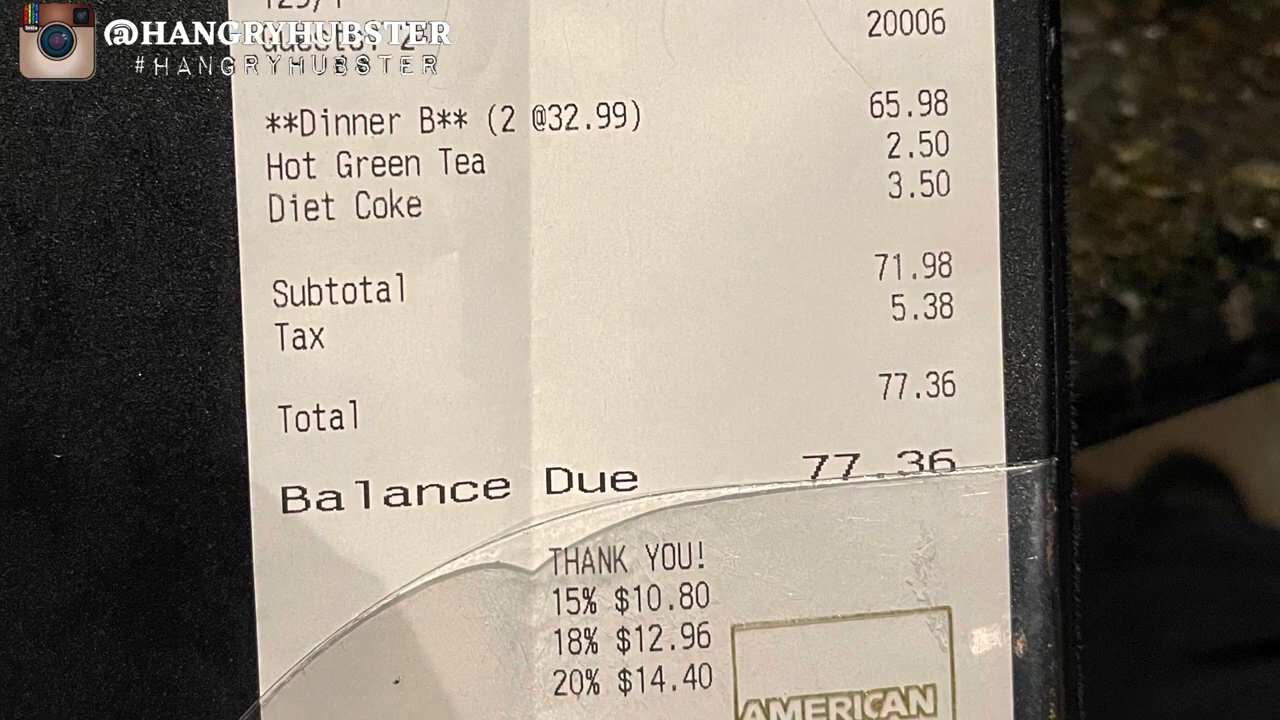 @HANGRYHUBSTER
#HANGRYHUBSTER
Guests: 2
20006
**Dinner B** (2 @32.99) 65.98
Hot Green Tea 2.50
Diet Coke 3.50
Subtotal 71.98
Tax 5.38
Total 77.36
Balance Due 77.36
THANK YOU!
15% $10.80
18% $12.96
20% $14.40
AMERICAN